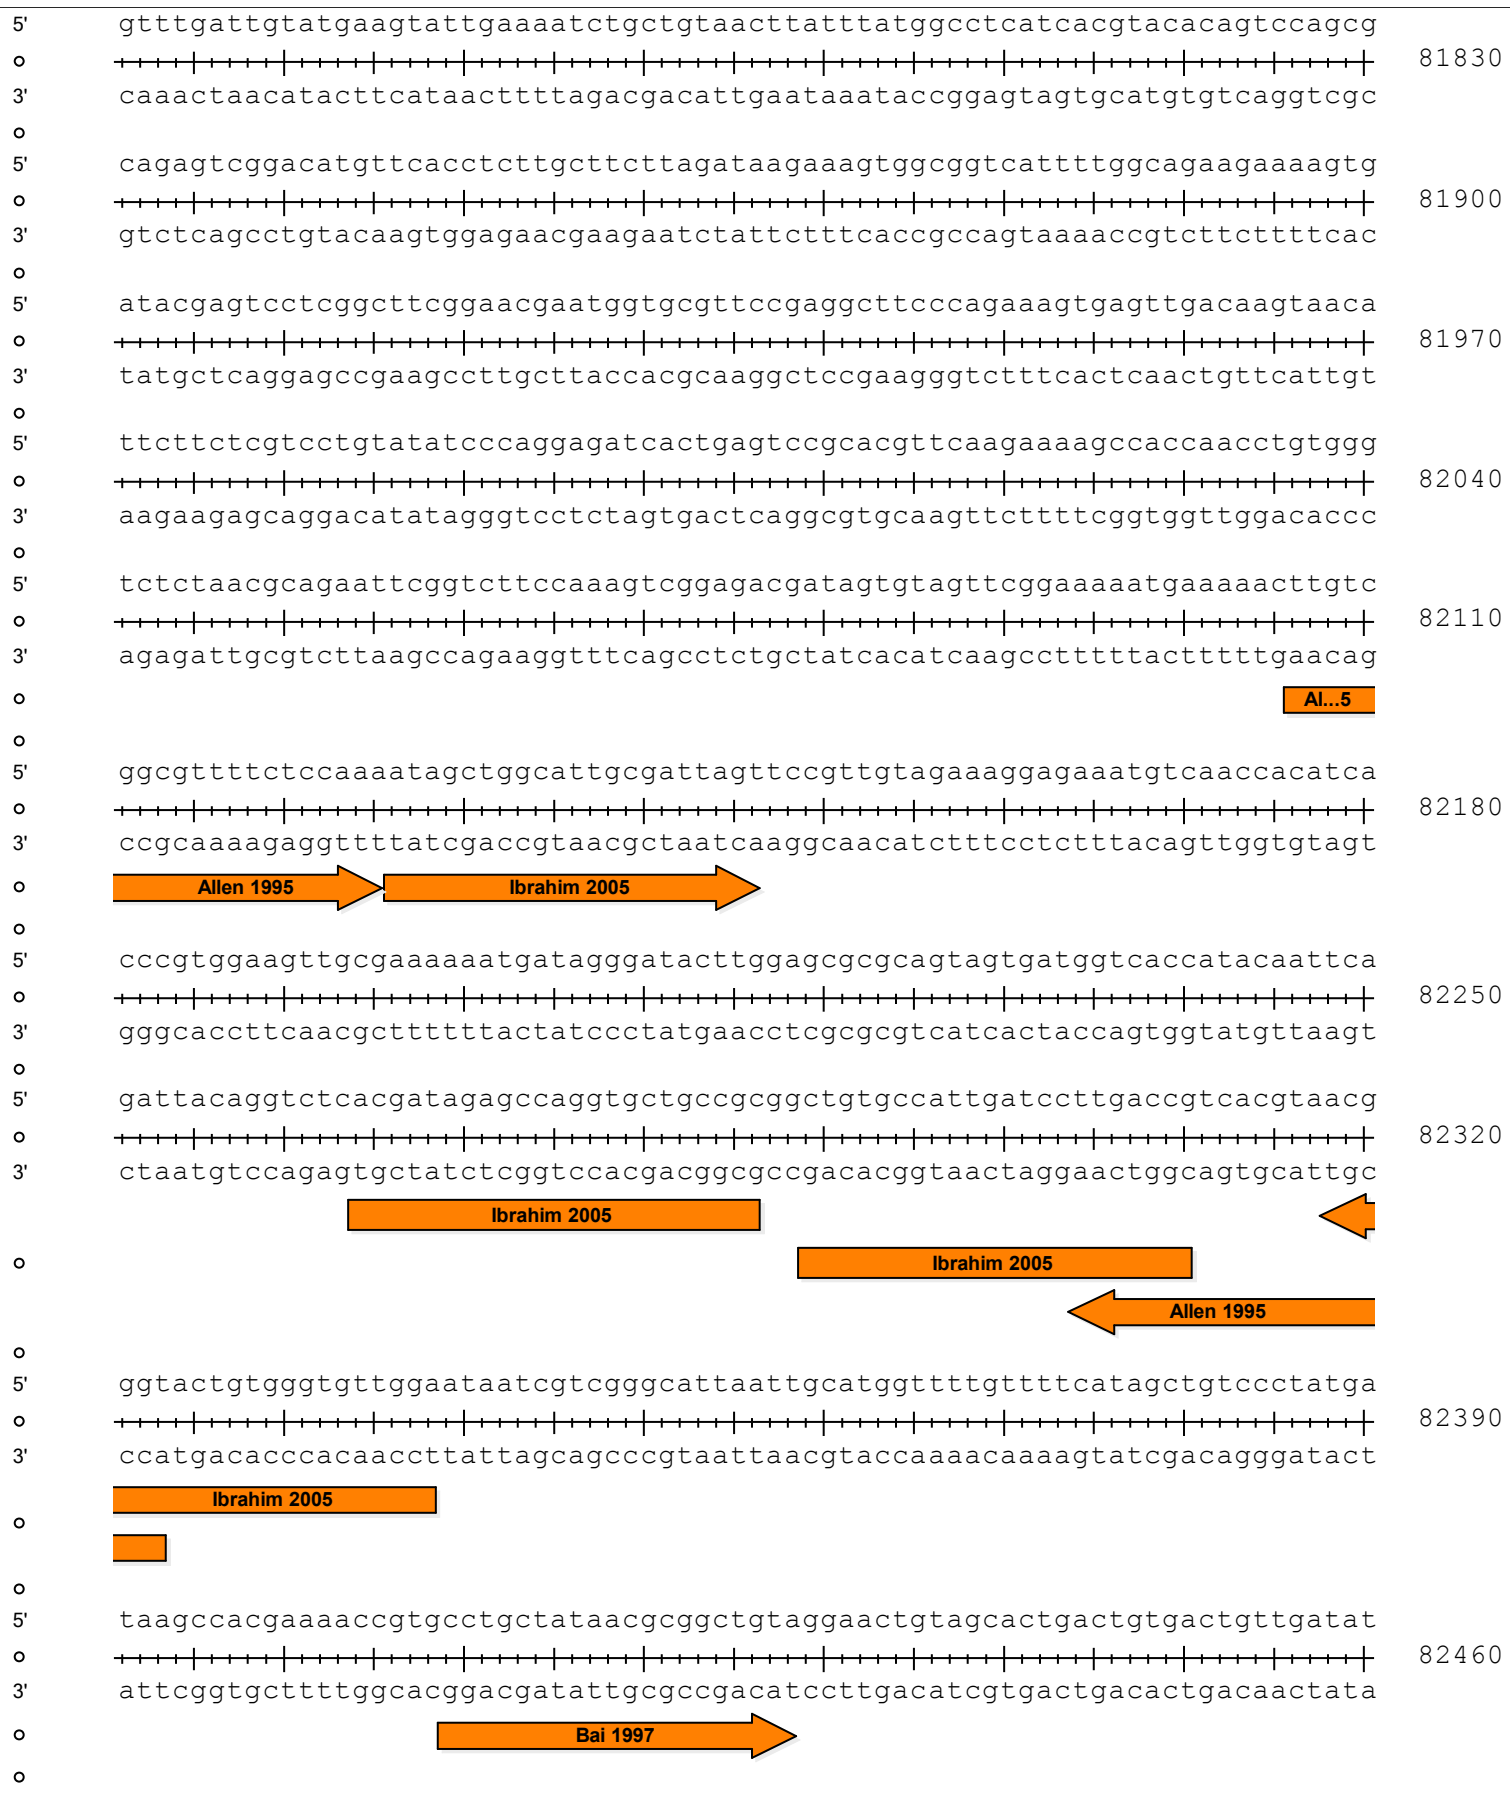 5' gtttgattgtatgaagtattgaaaatctgctgtaacttatttatggcctcatcacgtacacagtccagcg
81830
3' caaactaacatacttcataacttttagacgacattgaataaataccggagtagtgcatgtgtcaggtcgc
5' cagagtcggacatgttcacctcttgcttcttagataagaaagtggcggtcattttggcagaagaaaagtg
81900
3' gtctcagcctgtacaagtggagaacgaagaatctattctttcaccgccagtaaaaccgtcttcttttcac
5' atacgagtcctcggcttcggaacgaatggtgcgttccgaggcttcccagaaagtgagttgacaagtaaca
81970
3' tatgctcaggagccgaagccttgcttaccacgcaaggctccgaagggtctttcactcaactgttcattgt
5' ttcttctcgtcctgtatatcccaggagatcactgagtccgcacgttcaagaaaagccaccaacctgtggg
82040
3' aagaagagcaggacatatagggtcctctagtgactcaggcgtgcaagttcttttcggtggttggacaccc
5' tctctaacgcagaattcggtcttccaaagtcggagacgatagtgtagttcggaaaaatgaaaaacttgtc
82110
3' agagattgcgtcttaagccagaaggtttcagcctctgctatcacatcaagcctttttactttttgaacag
Al...5
5' ggcgttttctccaaaatagctggcattgcgattagttccgttgtagaaaggagaaatgtcaaccacatca
82180
3' ccgcaaaagaggttttatcgaccgtaacgctaatcaaggcaacatctttcctctttacagttggtgtagt
Allen 1995 Ibrahim 2005
5' cccgtggaagttgcgaaaaaatgatagggatacttggagcgcgcagtagtgatggtcaccatacaattca
82250
3' gggcaccttcaacgcttttttactatccctatgaacctcgcgcgtcatcactaccagtggtatgttaagt
5' gattacaggtctcacgatagagccaggtgctgccgcggctgtgccattgatccttgaccgtcacgtaacg
82320
3' ctaatgtccagagtgctatctcggtccacgacggcgccgacacggtaactaggaactggcagtgcattgc
Ibrahim 2005
Ibrahim 2005
Allen 1995
5' ggtactgtgggtgttggaataatcgtcgggcattaattgcatggttttgttttcatagctgtccctatga
82390
3' ccatgacacccacaaccttattagcagcccgtaattaacgtaccaaaacaaaagtatcgacagggatact
Ibrahim 2005
5' taagccacgaaaaccgtgcctgctataacgcggctgtaggaactgtagcactgactgtgactgttgatat
82460
3' attcggtgcttttggcacggacgatattgcgccgacatccttgacatcgtgactgacactgacaactata
Bai 1997